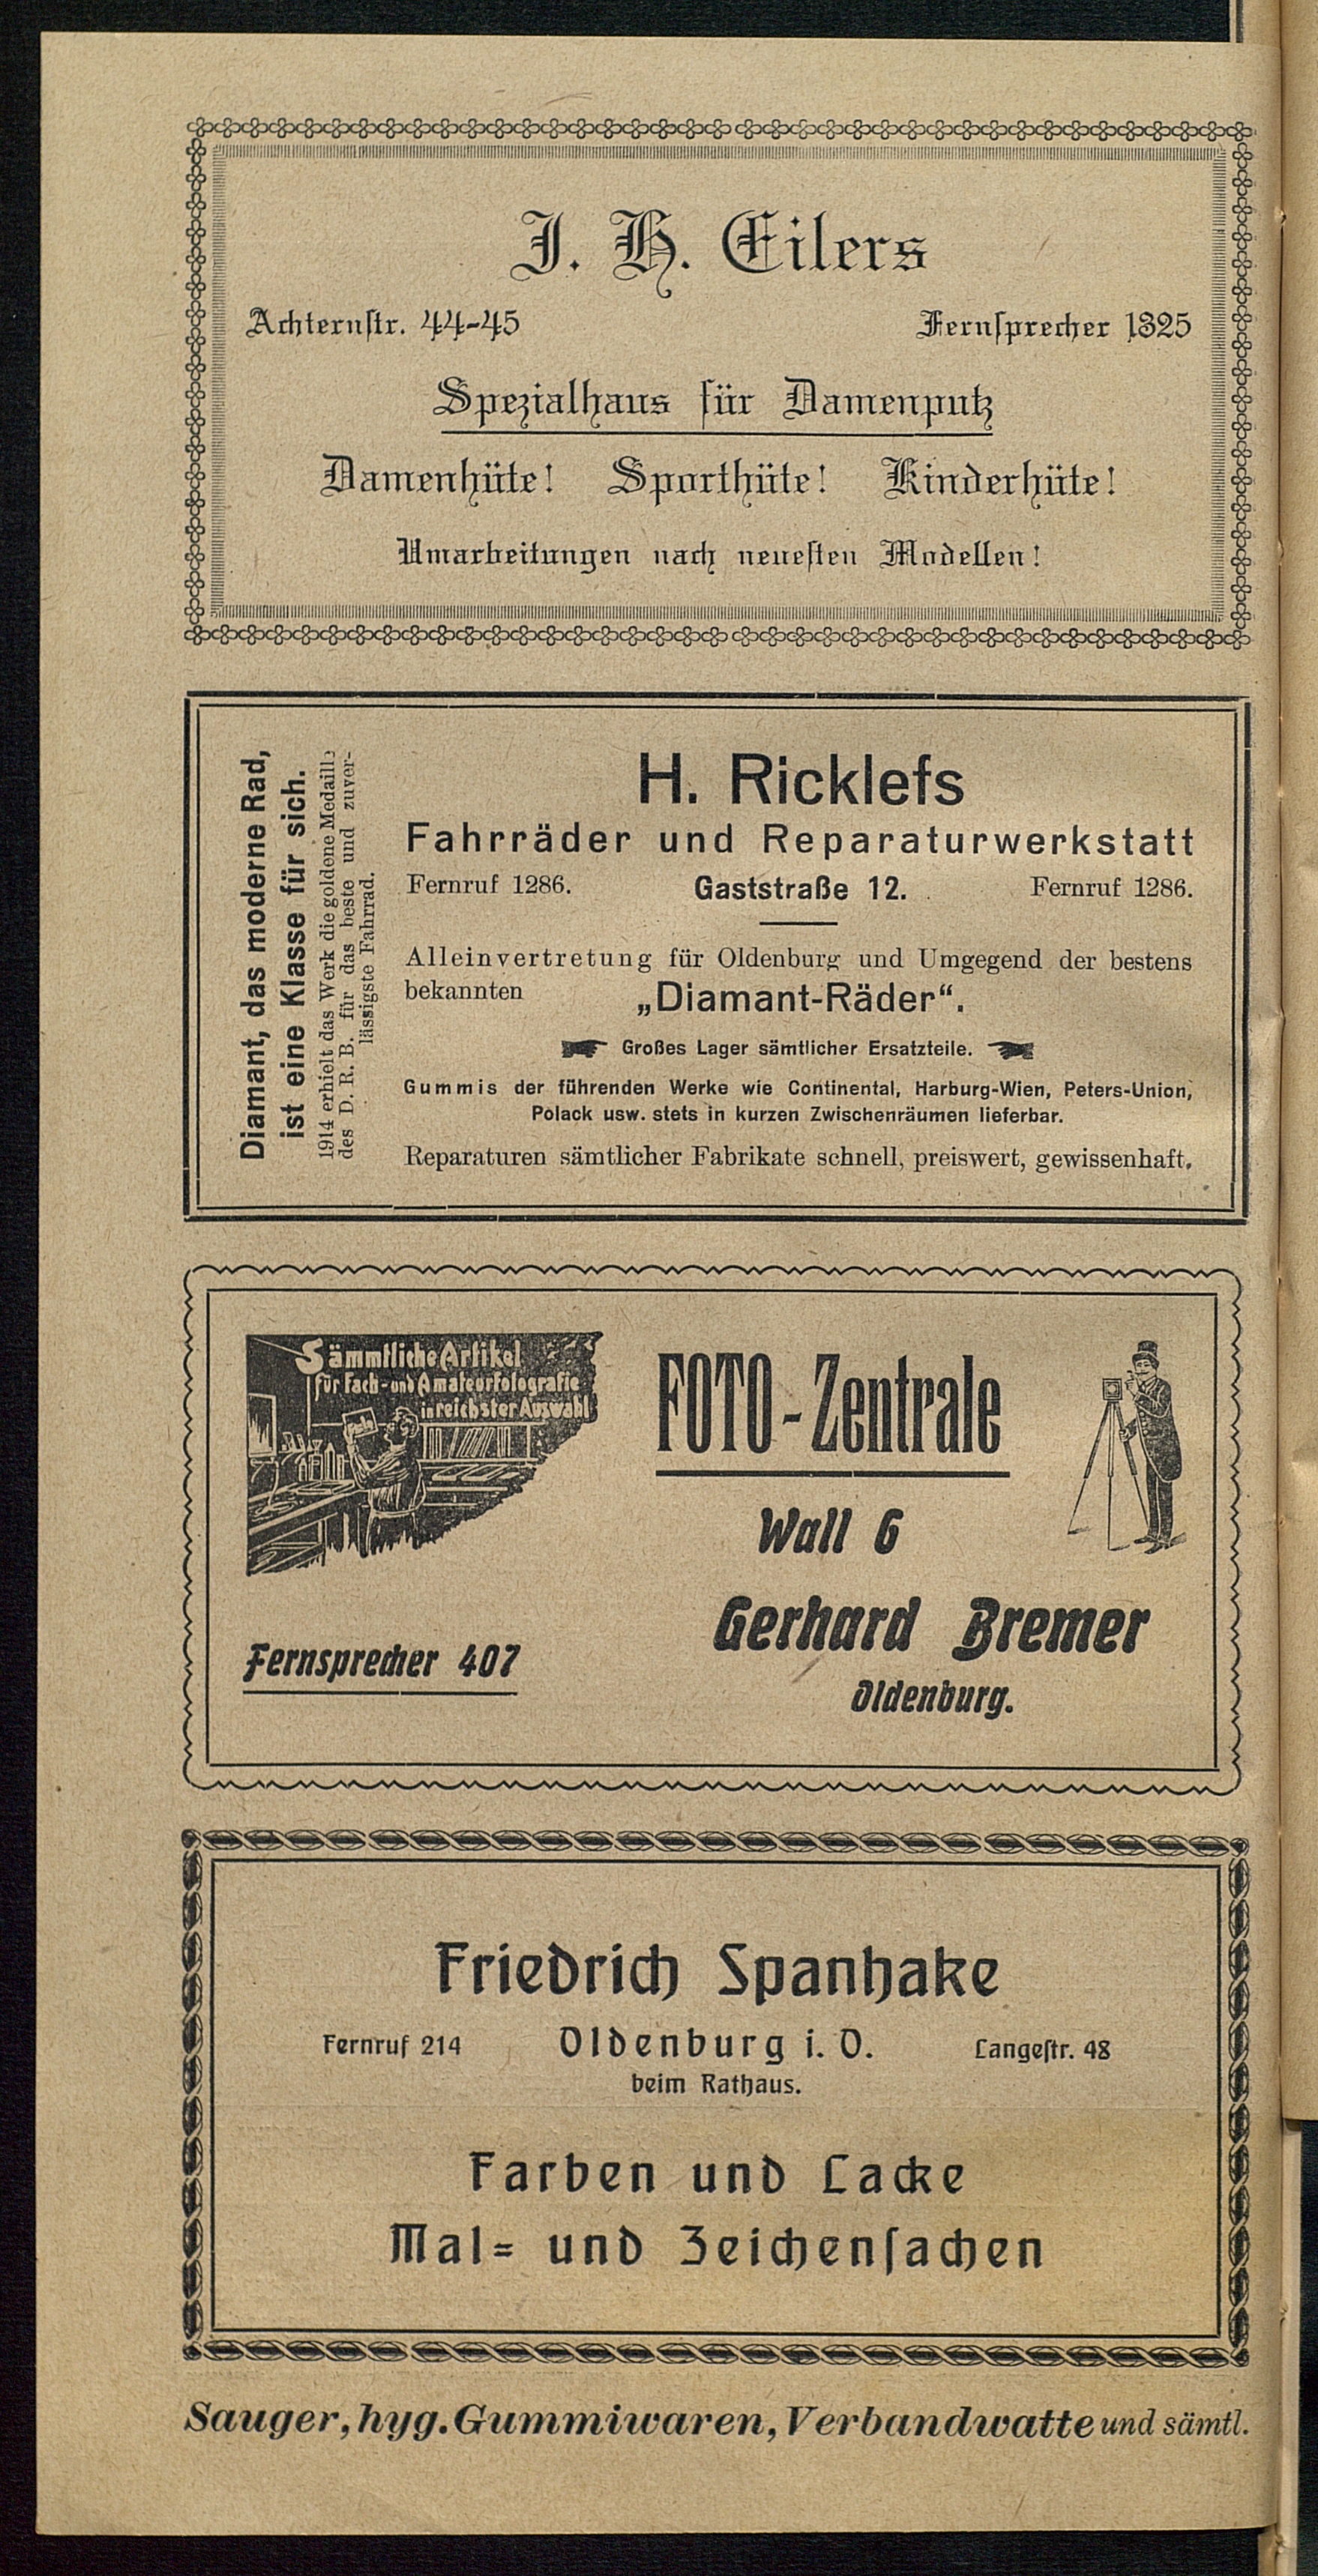 J. H. Eilers
Achternstr. 44-45 Fernsprecher 1325
Spezialhaus für Damenputz
Damenhüte! Sporthüte! Kinderhüte!
Umarbeitungen nach neuesten Modellen!
Diamant, das moderne Rad,
ist eine Klasse für sich.
1914 erhielt das Werk die goldene Medaille
des D. R. B. für das beste und zuver-
lässigste Fahrrad.
H. Ricklefs
Fahrräder und Reparaturwerkstatt
Fernruf 1286. Gaststraße 12. Fernruf 1286.
Alleinvertretung für Oldenburg und Umgegend der bestens
bekannten „Diamant-Räder“.
Großes Lager sämtlicher Ersatzteile.
Gummis der führenden Werke wie Continental, Harburg-Wien, Peters-Union,
Polack usw. stets in kurzen Zwischenräumen lieferbar.
Reparaturen sämtlicher Fabrikate schnell, preiswert, gewissenhaft.
Sämmtliche Artikel
für Fach- und Amateurfotografie
in reichster Auswahl
FOTO-Zentrale
Wall 6
Gerhard Bremer
Fernsprecher 407
Oldenburg.
Friedrich Spanhake
Fernruf 214 Oldenburg i. O. Langestr. 48
beim Rathaus.
Farben und Lacke
Mal= und Zeichensachen
Sauger, hyg. Gummiwaren, Verbandwatte und sämtl.